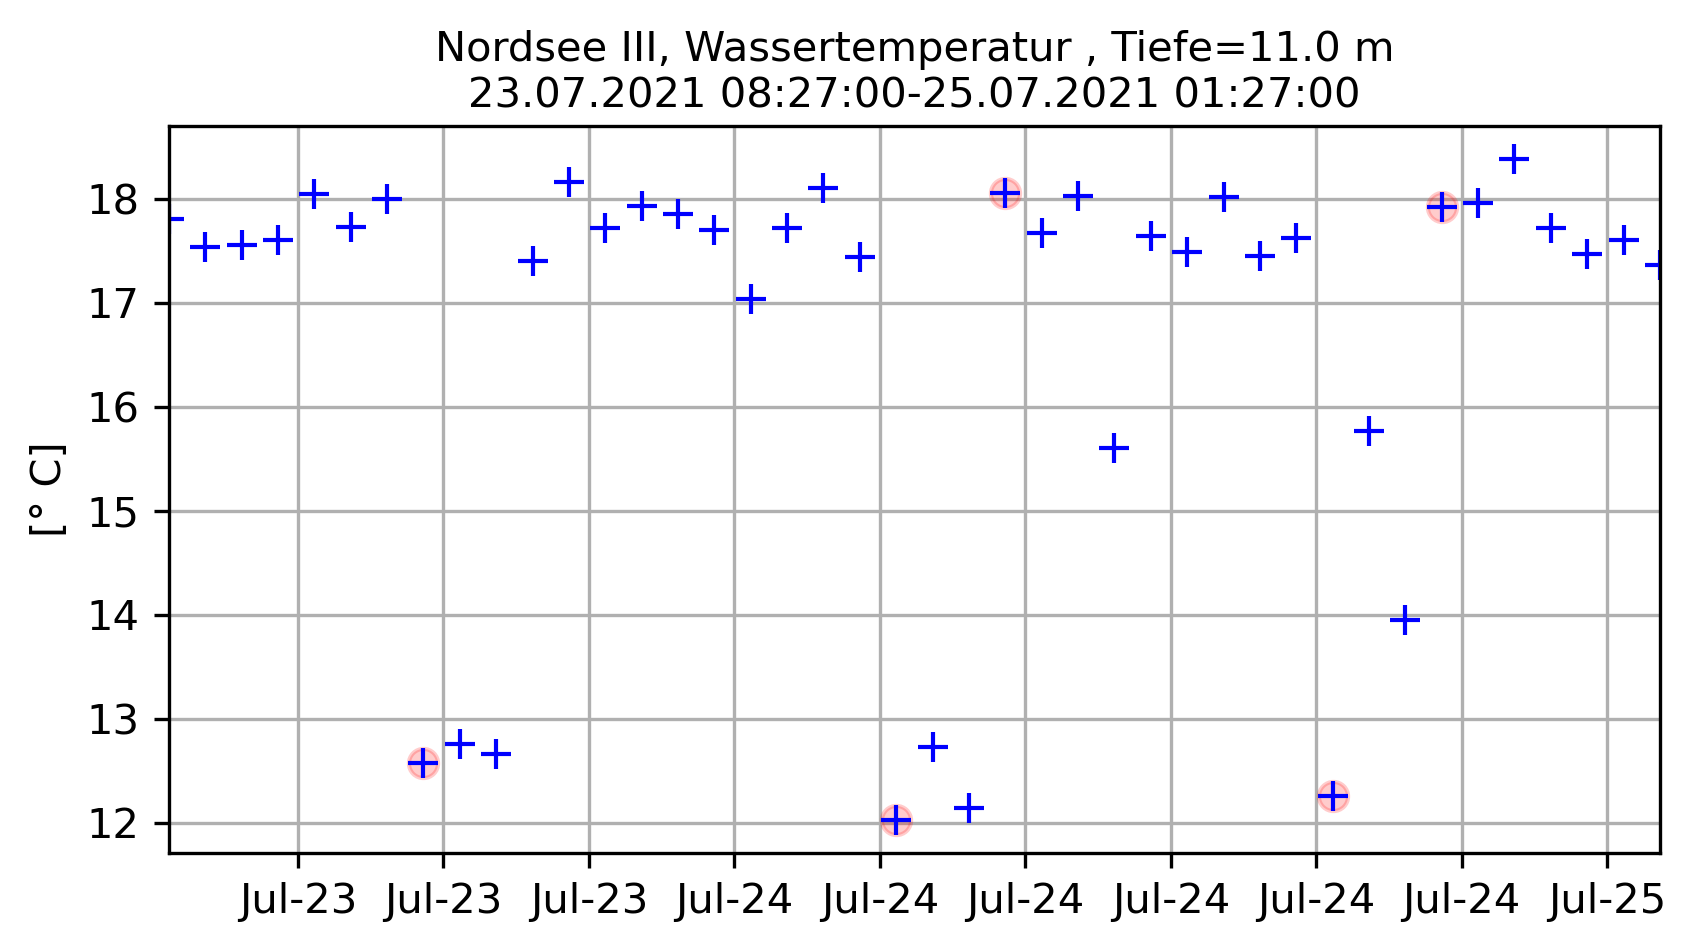 Nordsee III, Wassertemperatur , Tiefe=11.0 m
23.07.2021 08:27:00-25.07.2021 01:27:00
18
17
16
15
14
13
12
[° C]
Jul-23 Jul-23 Jul-23 Jul-24 Jul-24 Jul-24 Jul-24 Jul-24 Jul-24 Jul-25